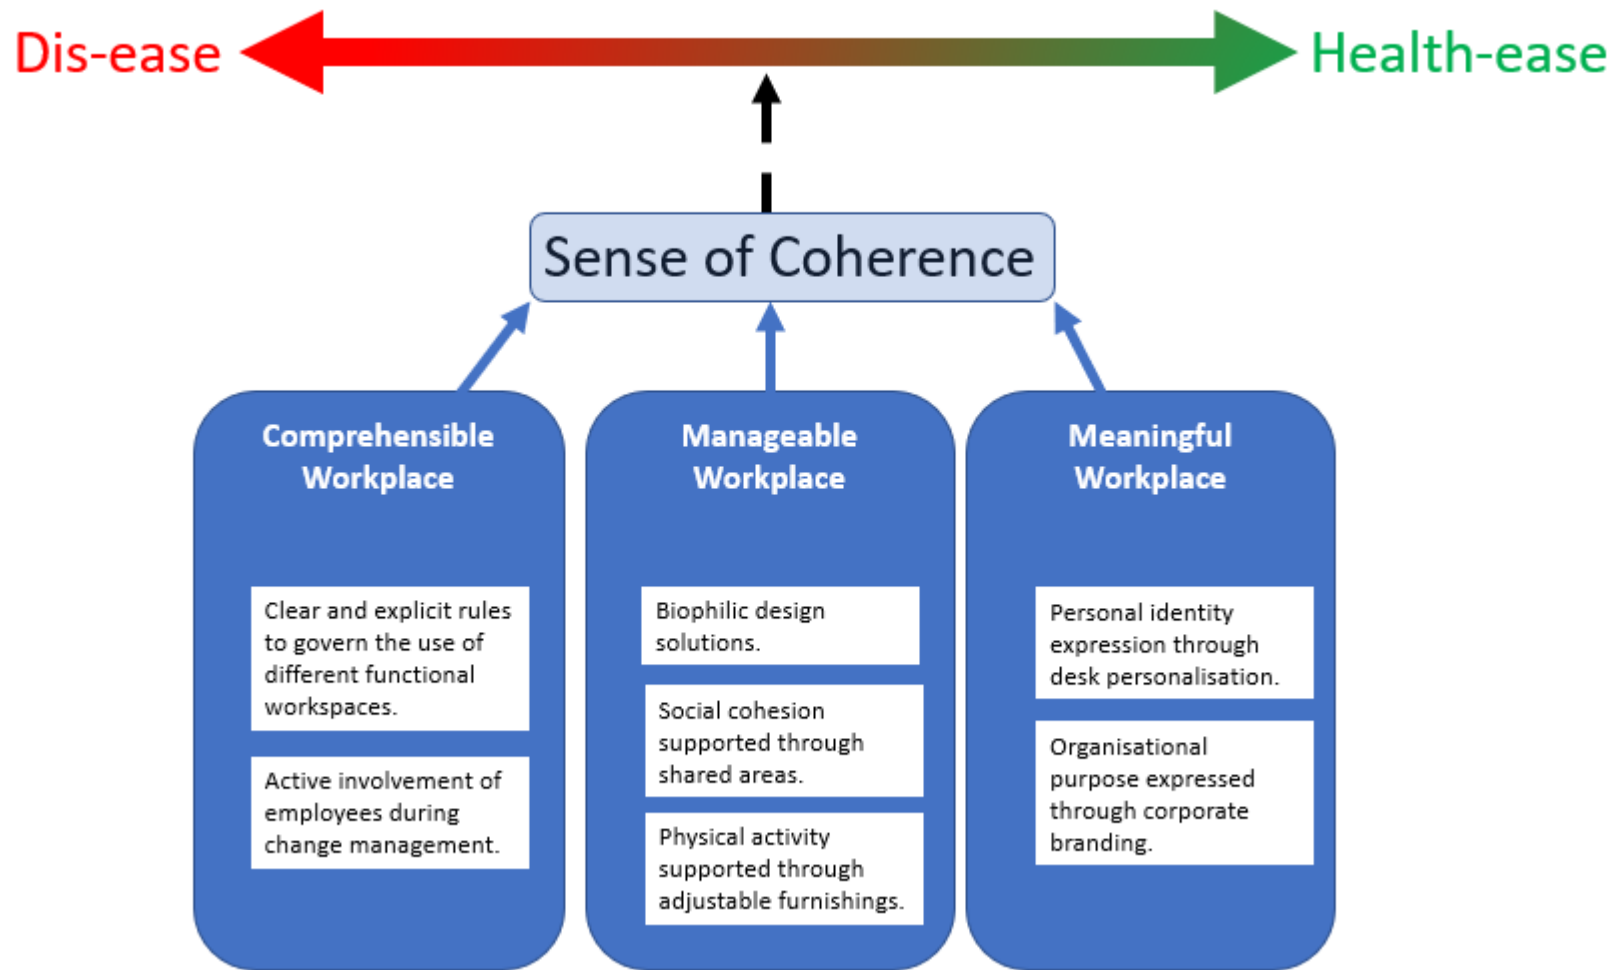 Dis-ease
Health-ease
Sense of Coherence
Comprehensible
Workplace
Clear and explicit rules
to govern the use of
different functional
workspaces.
Active involvement of
employees during
change management.
Manageable
Workplace
Biophilic design
solutions.
Social cohesion
supported through
shared areas.
Physical activity
supported through
adjustable furnishings.
Meaningful
Workplace
Personal identity
expression through
desk personalisation.
Organisational
purpose expressed
through corporate
branding.